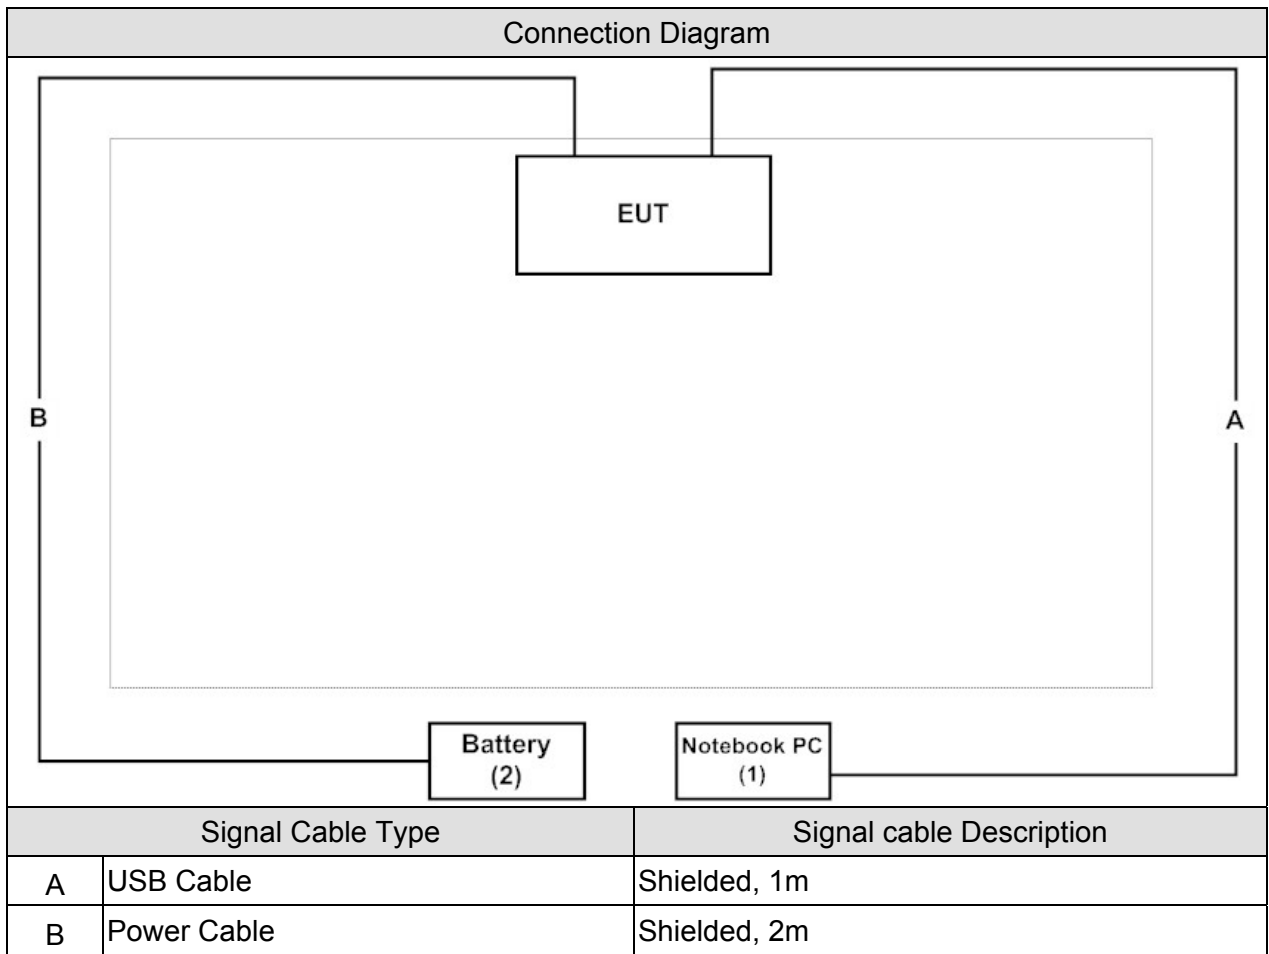 Connection Diagram
EUT
B
A
Battery
(2)
Notebook PC
(1)
Signal Cable Type Signal cable Description
A USB Cable Shielded, 1m
B Power Cable Shielded, 2m